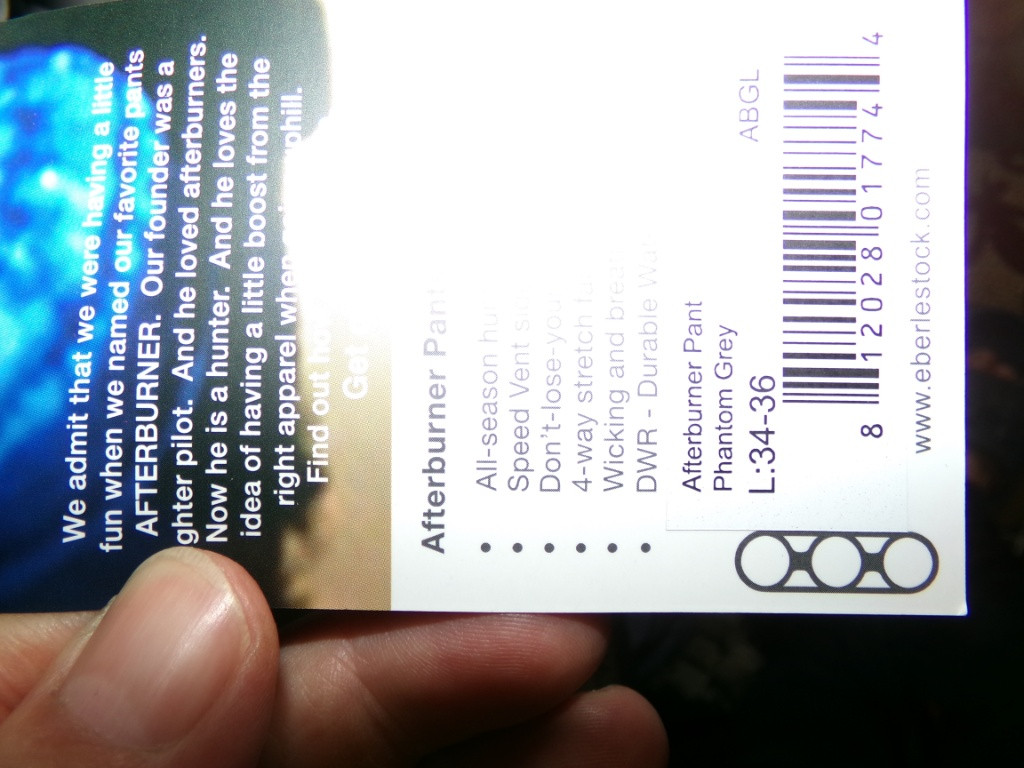 We admit that we were having a little
fun when we named our favorite pants
AFTERBURNER. Our founder was a
ghter pilot. And he loved afterburners.
Now he is a hunter. And he loves the
idea of having a little boost from the
right apparel when
Find out
Get
Afterburner
• All-season
• Speed Vent
• Don't-lose-your
• 4-way stretch
• Wicking and
• DWR - Durable
Afterburner Pant
Phantom Grey
L:34-36
ABGL
8 12028 01774 4
www.eberlestock.com